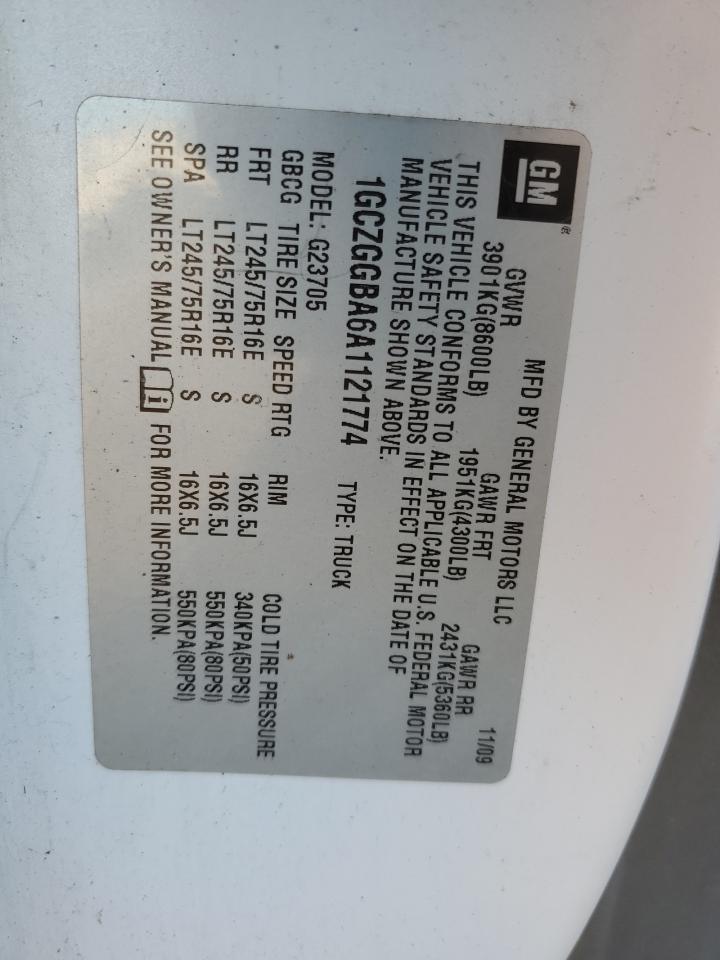 GM®
MFD BY GENERAL MOTORS LLC 11/09
GVWR GAWR FRT GAWR RR
3901KG(8600LB) 1951KG(4300LB) 2431KG(5360LB)
THIS VEHICLE CONFORMS TO ALL APPLICABLE U.S. FEDERAL MOTOR
VEHICLE SAFETY STANDARDS IN EFFECT ON THE DATE OF
MANUFACTURE SHOWN ABOVE.
1GCZGGBA6A1121774 TYPE: TRUCK
MODEL: G23705
GBCG TIRE SIZE SPEED RTG RIM COLD TIRE PRESSURE
FRT LT245/75R16E S 16X6.5J 340KPA(50PSI)
RR LT245/75R16E S 16X6.5J 550KPA(80PSI)
SPA LT245/75R16E S 16X6.5J 550KPA(80PSI)
SEE OWNER'S MANUAL i FOR MORE INFORMATION.